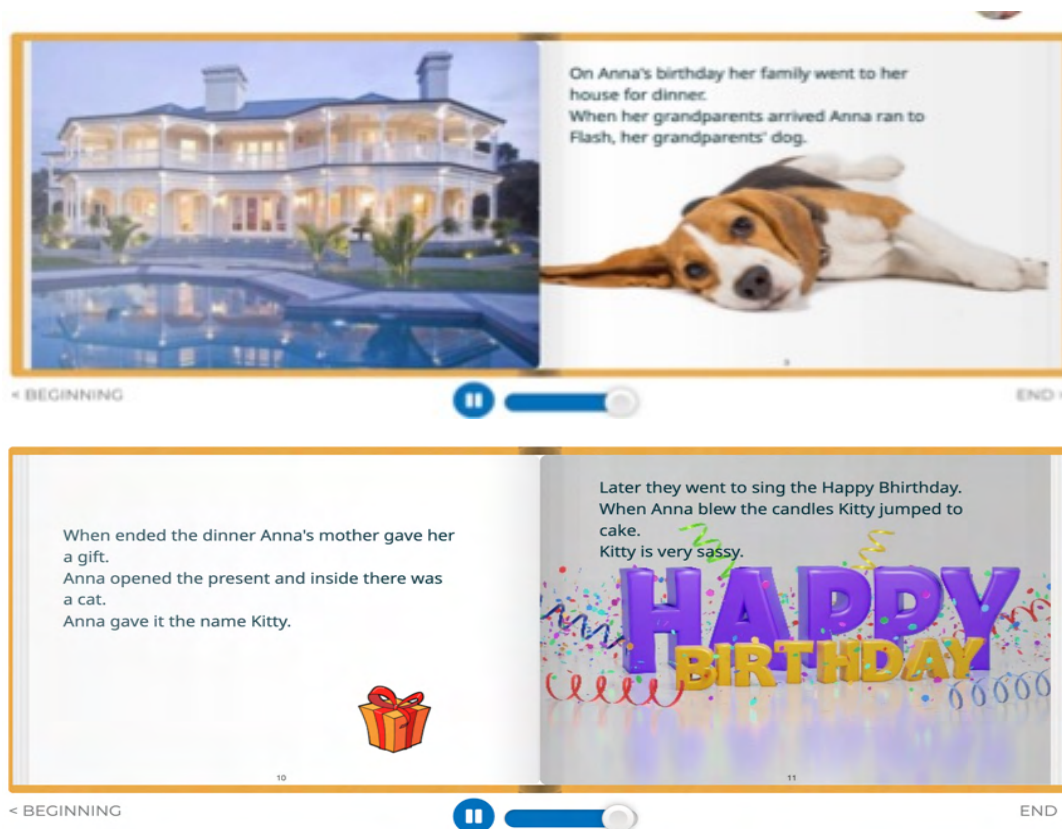 On Anna's birthday her family went to her
house for dinner.
When her grandparents arrived Anna ran to
Flash, her grandparents' dog.
9
< BEGINNING
END
When ended the dinner Anna's mother gave her
a gift.
Anna opened the present and inside there was
a cat.
Anna gave it the name Kitty.
10
Later they went to sing the Happy Bhirthday.
When Anna blew the candles Kitty jumped to
cake.
Kitty is very sassy.
HAPPY
BIRTHDAY
11
< BEGINNING
END